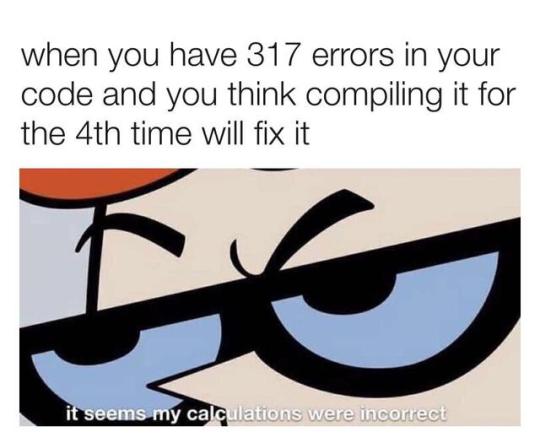 when you have 317 errors in your
code and you think compiling it for
the 4th time will fix it
it seems my calculations were incorrect